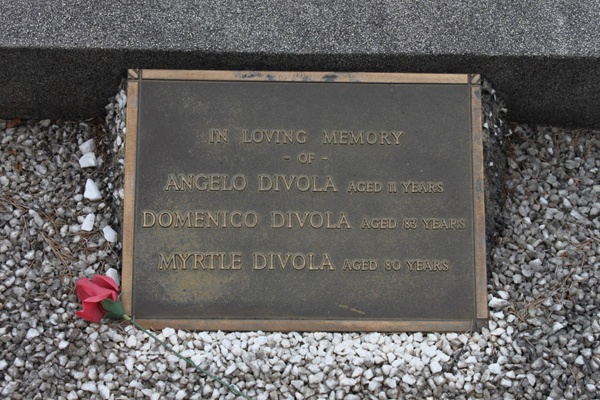 IN LOVING MEMORY
- OF -
ANGELO DIVOLA AGED 11 YEARS
DOMENICO DIVOLA AGED 83 YEARS
MYRTLE DIVOLA AGED 80 YEARS